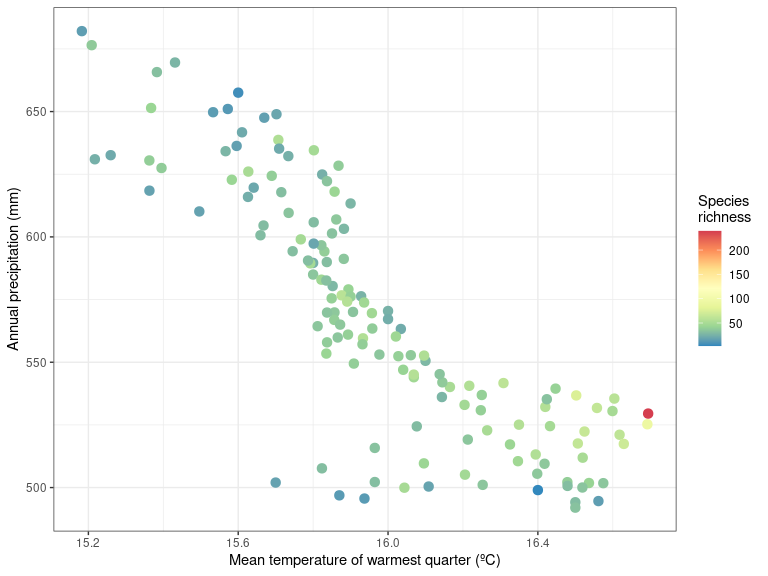 650
600
550
500
Annual precipitation (mm)
15.2 15.6 16.0 16.4
Mean temperature of warmest quarter (ºC)
Species
richness
200
150
100
50